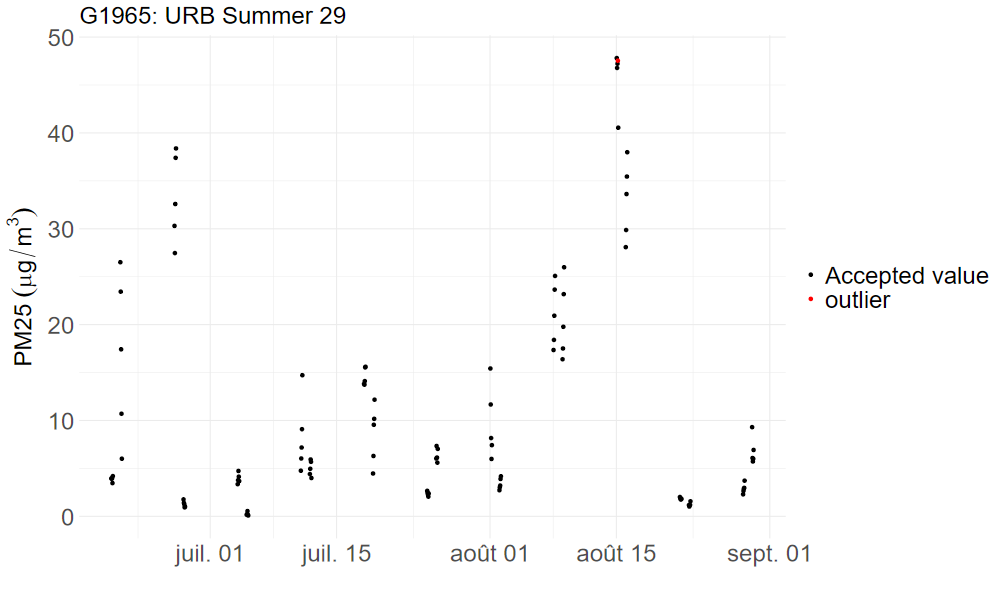 G1965: URB Summer 29
50
40
30
20
10
0
PM25 (μg/m³)
juil. 01
juil. 15
août 01
août 15
sept. 01
Accepted value
outlier